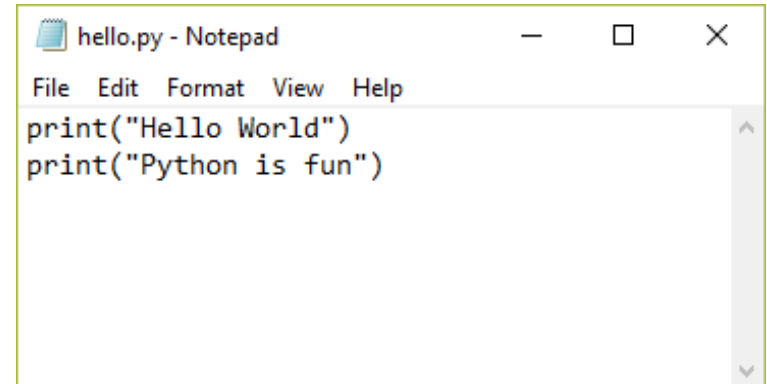 hello.py - Notepad
File Edit Format View Help
print("Hello World")
print("Python is fun")